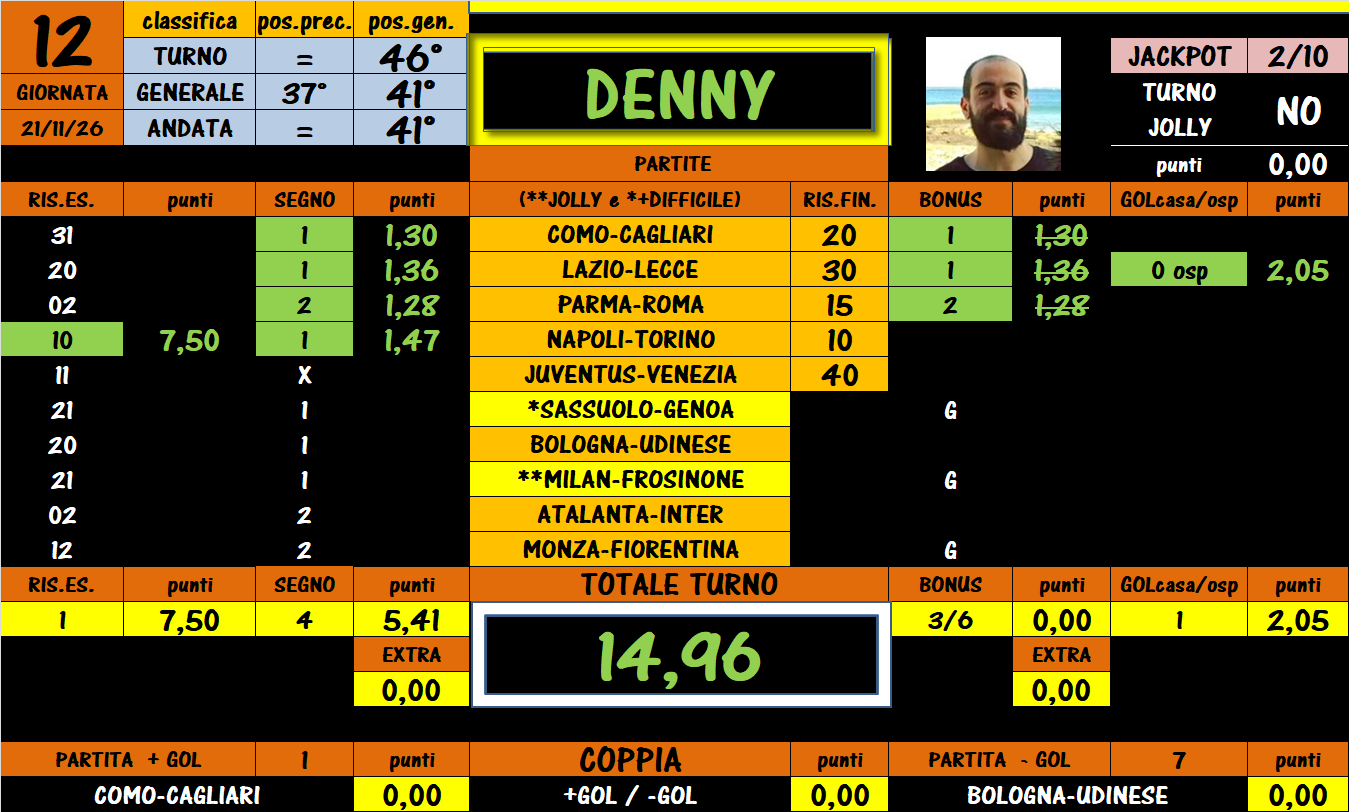 12 classifica pos.prec. pos.gen.
TURNO = 46° DENNY JACKPOT 2/10
GIORNATA GENERALE 37° 41° TURNO JOLLY NO
21/11/26 ANDATA = 41°
PARTITE punti 0,00
RIS.ES. punti SEGNO punti (**JOLLY e *+DIFFICILE) RIS.FIN. BONUS punti GOLcasa/osp punti
31 1 1,30 COMO-CAGLIARI 20 1 1,30
20 1 1,36 LAZIO-LECCE 30 1 1,36 0 osp 2,05
02 2 1,28 PARMA-ROMA 15 2 1,28
10 7,50 1 1,47 NAPOLI-TORINO 10
11 X JUVENTUS-VENEZIA 40
21 1 *SASSUOLO-GENOA G
20 1 BOLOGNA-UDINESE
21 1 **MILAN-FROSINONE G
02 2 ATALANTA-INTER
12 2 MONZA-FIORENTINA G
RIS.ES. punti SEGNO punti TOTALE TURNO BONUS punti GOLcasa/osp punti
1 7,50 4 5,41 14,96 3/6 0,00 1 2,05
EXTRA EXTRA
0,00 0,00
PARTITA + GOL 1 punti COPPIA punti PARTITA - GOL 7 punti
COMO-CAGLIARI 0,00 +GOL / -GOL 0,00 BOLOGNA-UDINESE 0,00